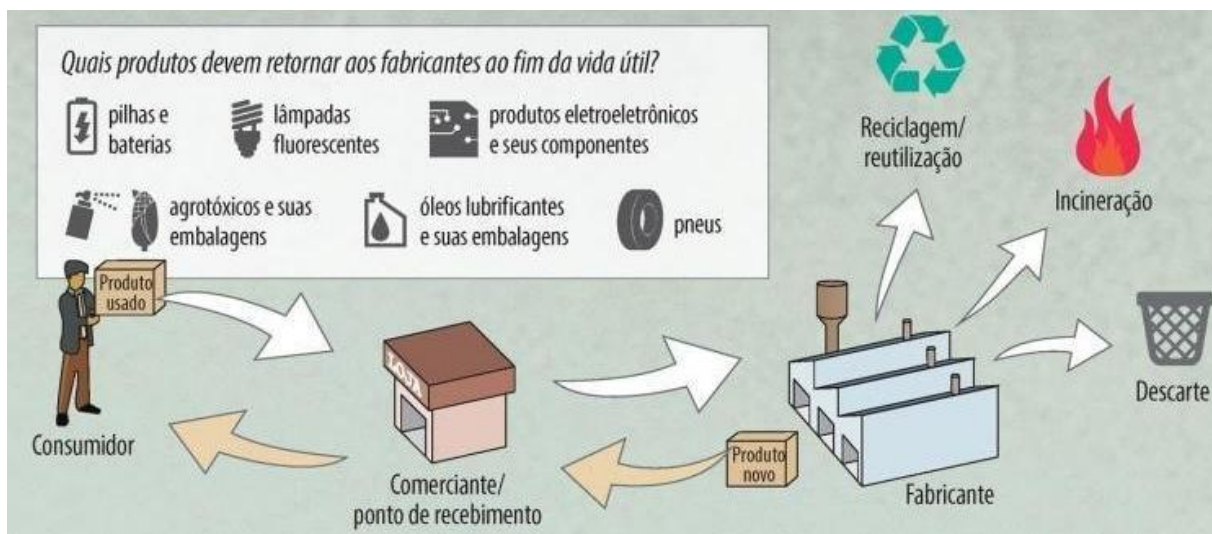 Quais produtos devem retornar aos fabricantes ao fim da vida útil?
pilhas e
baterias
lâmpadas
fluorescentes
produtos eletroeletrônicos
e seus componentes
agrotóxicos e suas
embalagens
óleos lubrificantes
e suas embalagens
pneus
Reciclagem/
reutilização
Incineração
Descarte
Produto
usado
Consumidor
LOJA
Comerciante/
ponto de recebimento
Produto
novo
Fabricante